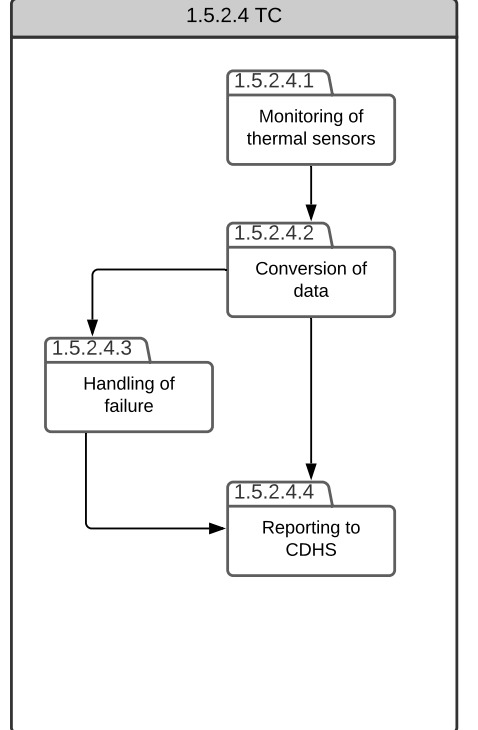 1.5.2.4 TC
1.5.2.4.1
Monitoring of
thermal sensors
1.5.2.4.2
Conversion of
data
1.5.2.4.3
Handling of
failure
1.5.2.4.4
Reporting to
CDHS